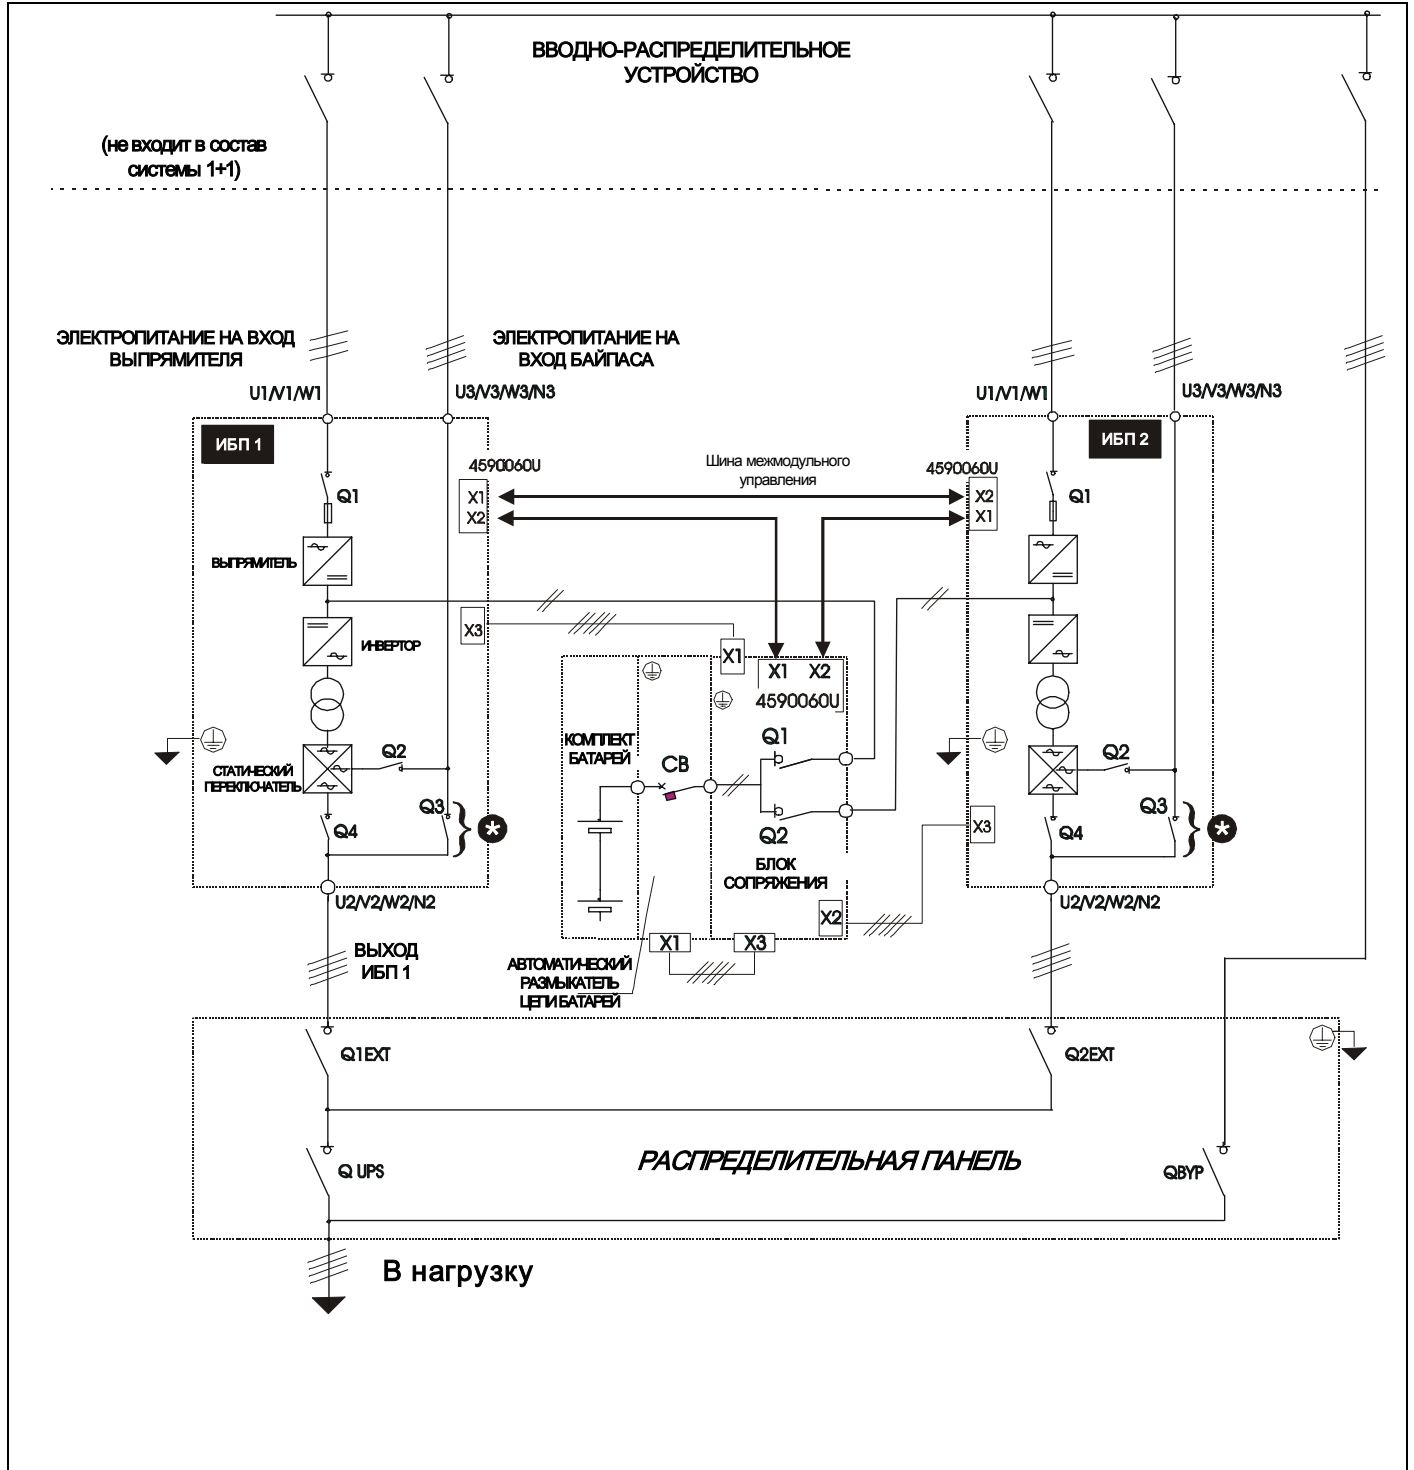 ВВОДНО-РАСПРЕДЕЛИТЕЛЬНОЕ
УСТРОЙСТВО
(не входит в состав
системы 1+1)
ЭЛЕКТРОПИТАНИЕ НА ВХОД
ВЫПРЯМИТЕЛЯ
ЭЛЕКТРОПИТАНИЕ НА
ВХОД БАЙПАСА
U1/V1/W1
U3/V3/W3/N3
U1/V1/W1
U3/V3/W3/N3
ИБП 1
ИБП 2
4590060U
Шина межмодульного
управления
4590060U
Q1
X1
X2
X2
X1
Q1
ВЫПРЯМИТЕЛЬ
X3
ИНВЕРТОР
X1
X1 X2
4590060U
КОМПЛЕКТ
БАТАРЕЙ
Q1
Q2
СТАТИЧЕСКИЙ
ПЕРЕКЛЮЧАТЕЛЬ
CB
Q2
Q3
*
Q4
Q2
БЛОК
СОПРЯЖЕНИЯ
X3
Q3
*
Q4
U2/V2/W2/N2
X2
U2/V2/W2/N2
ВЫХОД
ИБП 1
X1
X3
АВТОМАТИЧЕСКИЙ
РАЗМЫКАТЕЛЬ
ЦЕПИ БАТАРЕЙ
Q1EXT
Q2EXT
Q UPS
РАСПРЕДЕЛИТЕЛЬНАЯ ПАНЕЛЬ
QBYP
В нагрузку